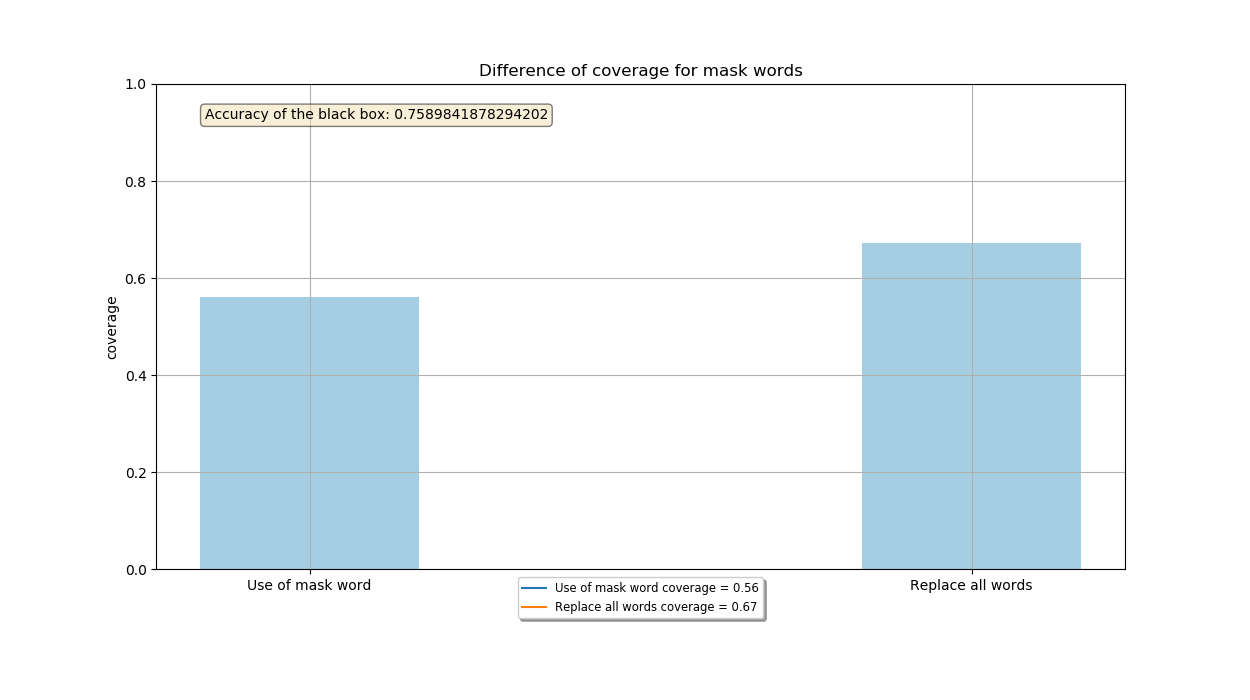 Difference of coverage for mask words
1.0
Accuracy of the black box: 0.7589841878294202
0.8
0.6
coverage
0.4
0.2
0.0
Use of mask word
Replace all words
Use of mask word coverage = 0.56
Replace all words coverage = 0.67